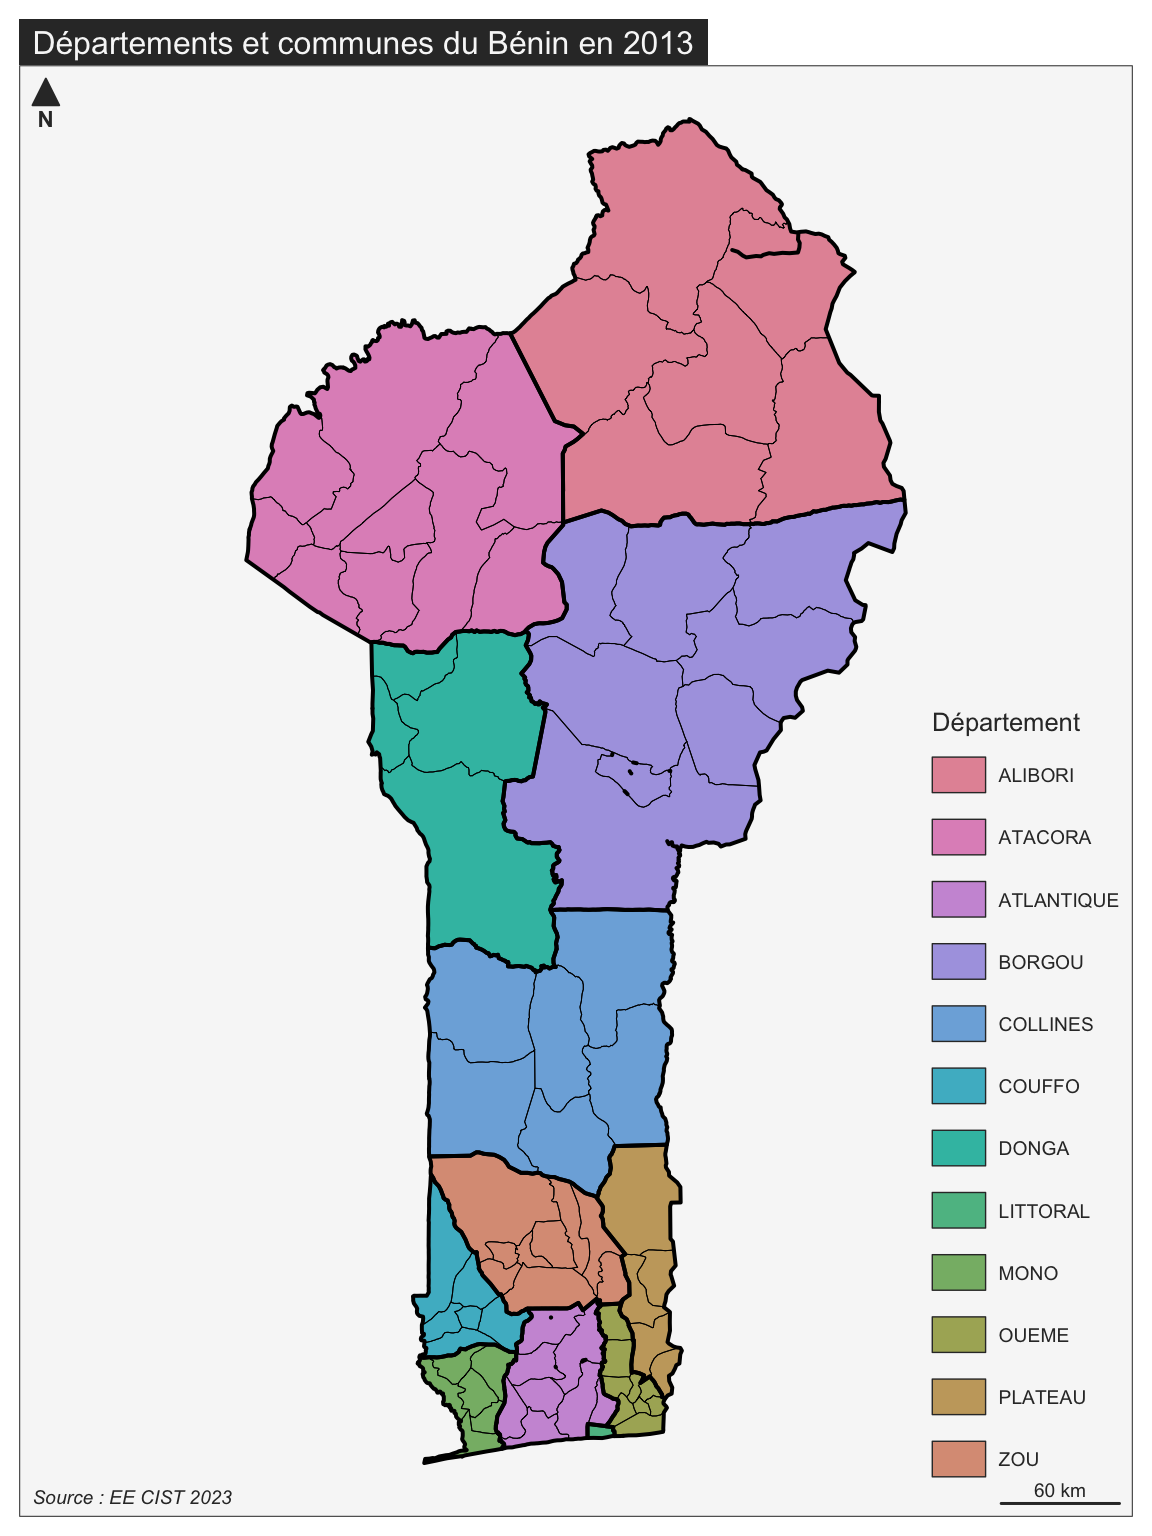 Départements et communes du Bénin en 2013
N
Département
ALIBORI
ATACORA
ATLANTIQUE
BORGOU
COLLINES
COUFFO
DONGA
LITTORAL
MONO
OUEME
PLATEAU
ZOU
60 km
Source : EE CIST 2023